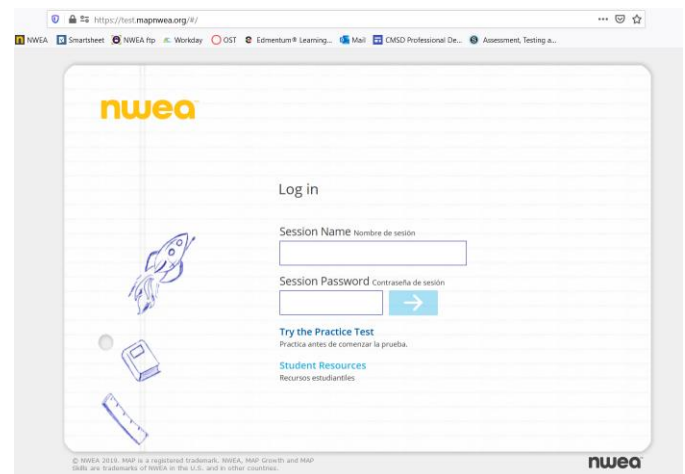 https://test.mapnwea.org/#/
NWEA Smartsheet NWEA ftp Workday OST Edmentum® Learning... Mail CMSD Professional De... Assessment, Testing a...
nwea
Log in
Session Name Nombre de sesión
Session Password Contraseña de sesión
Try the Practice Test
Practica antes de comenzar la prueba.
Student Resources
Recursos estudiantiles
© NWEA 2019. MAP is a registered trademark. NWEA, MAP Growth and MAP
Skills are trademarks of NWEA in the U.S. and in other countries.
nwea